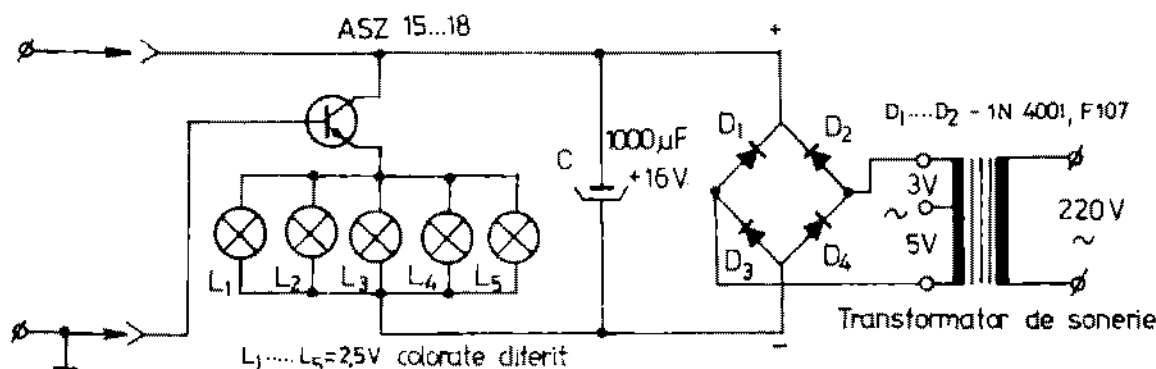 ASZ 15...18
+
D1....D2 - 1N 4001, F107
D1
D2
1000µF
C
+16V
3V
~
5V
220V
~
D3
D4
L1
L2
L3
L4
L5
Transformator de sonerie
-
L1..... L5=2,5V colorate diferit